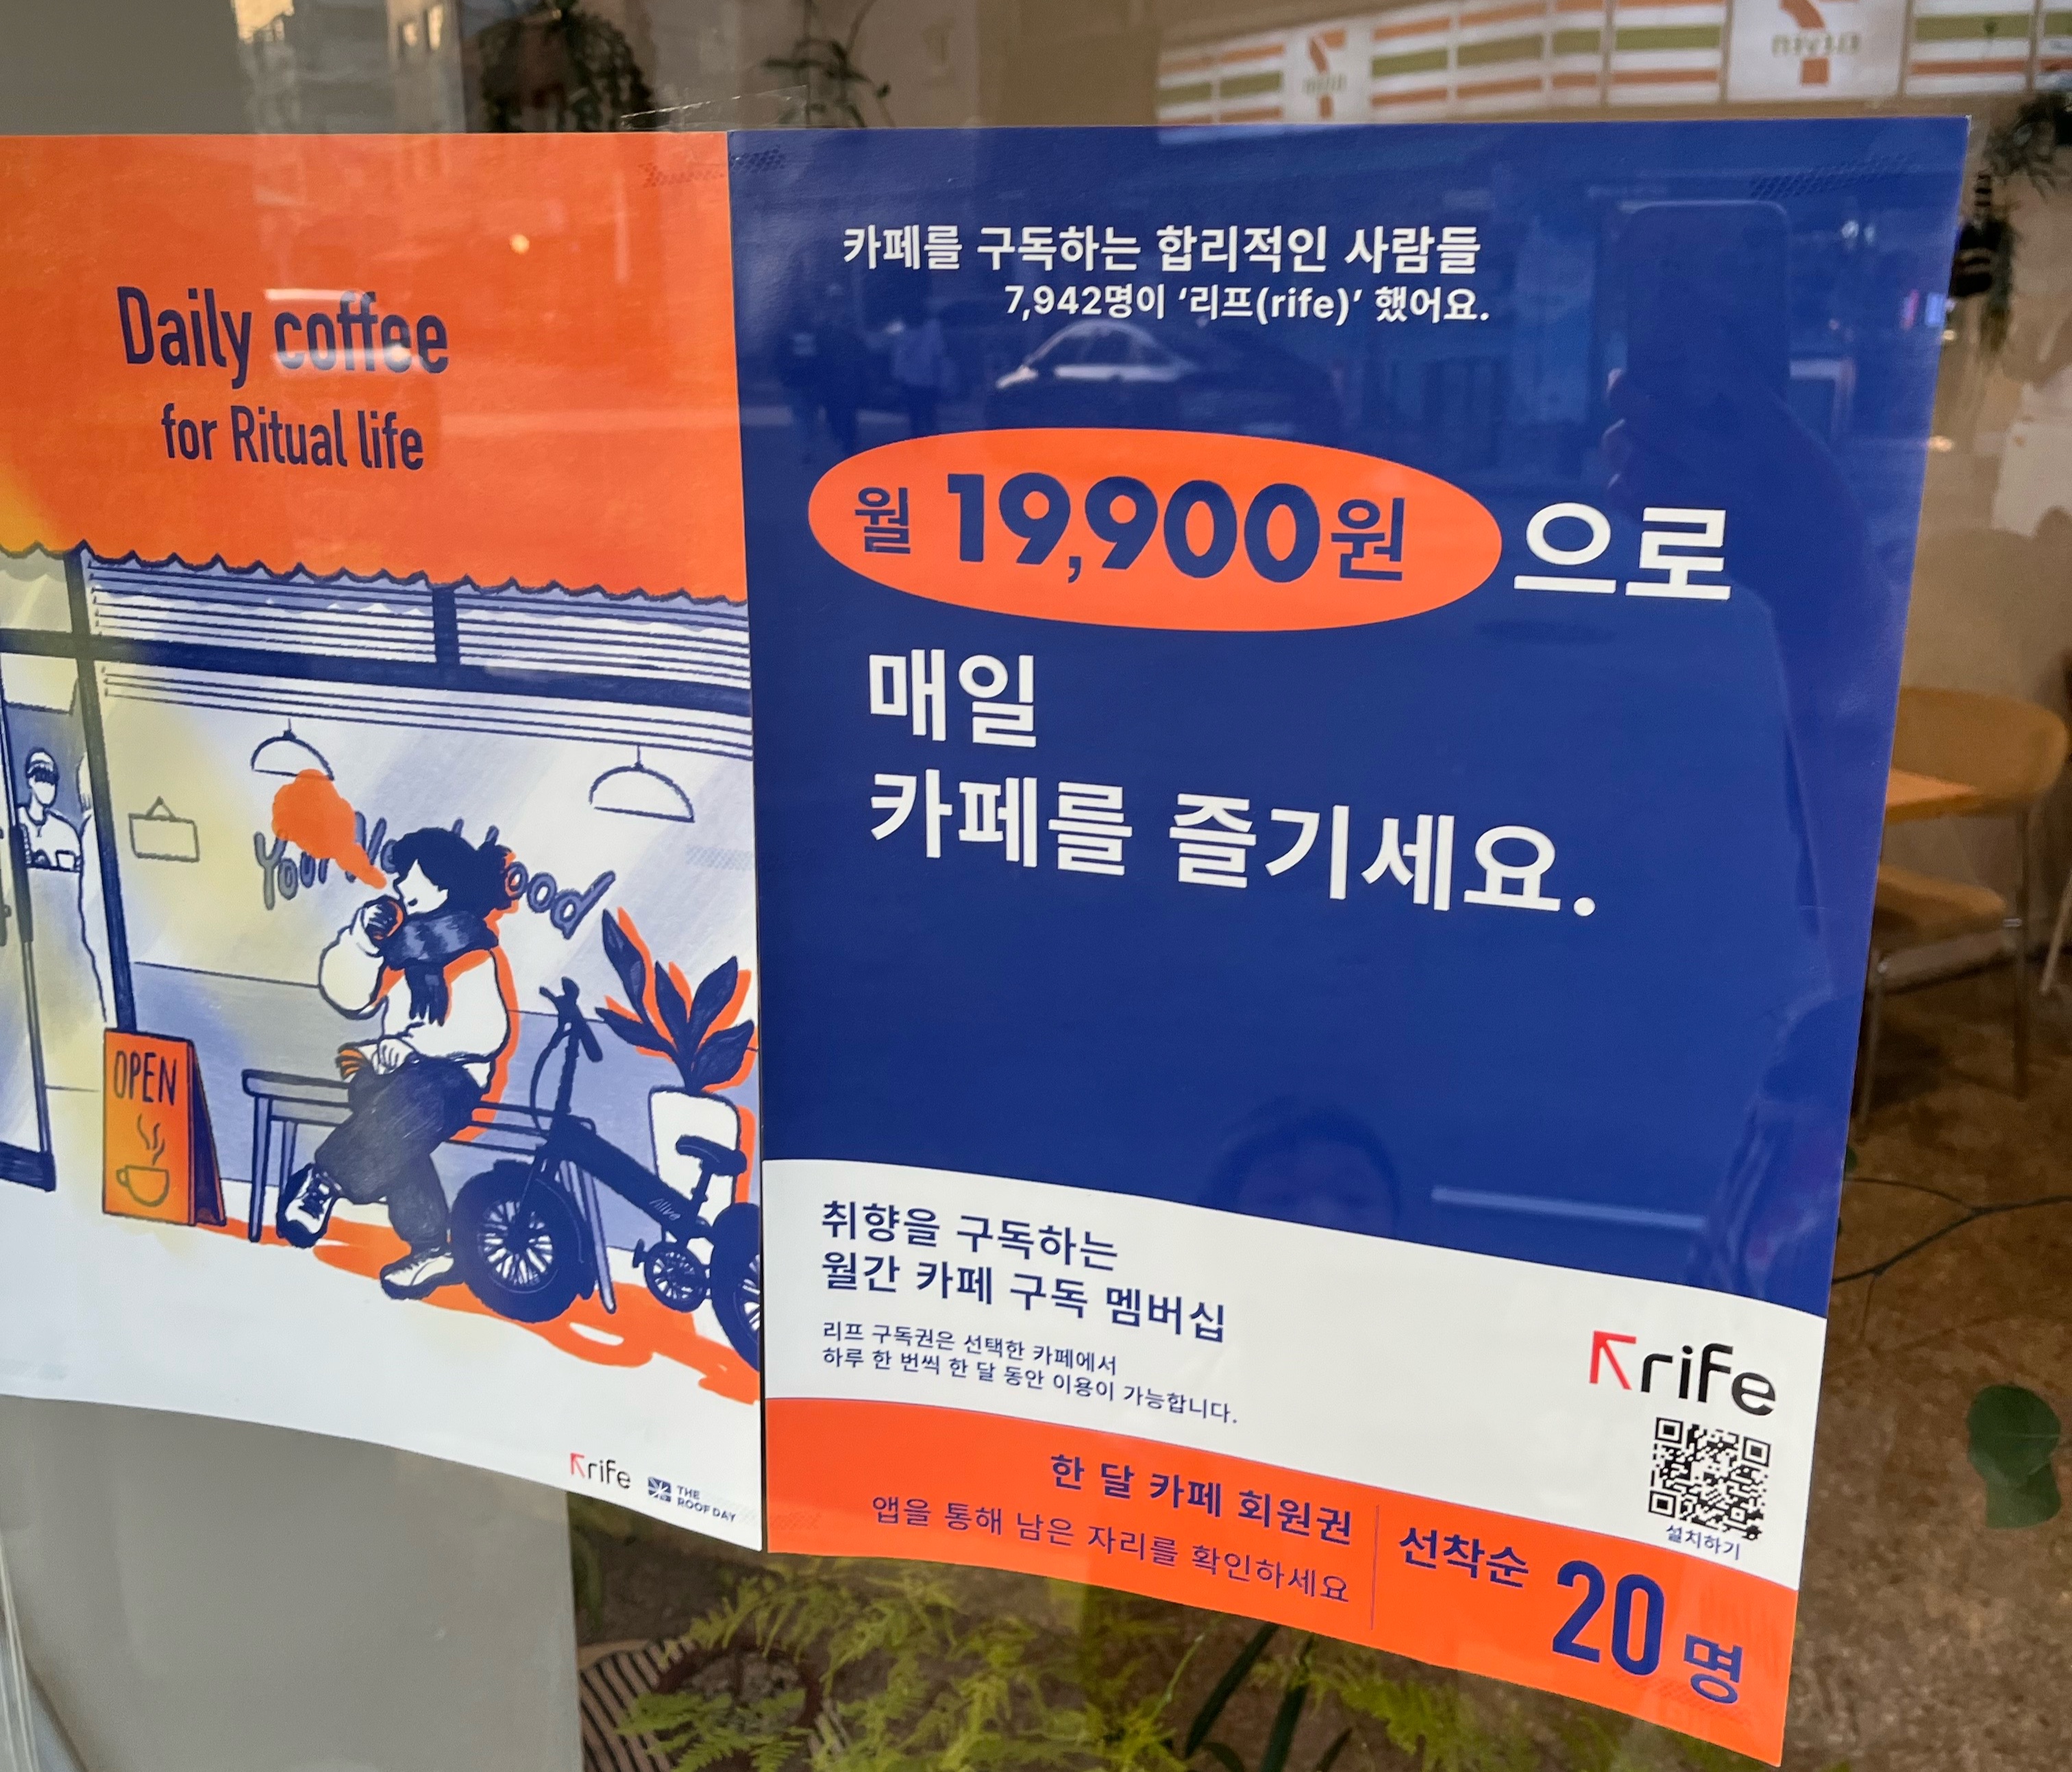 Daily coffee
for Ritual life
OPEN
rife
THE
ROOF DAY
카페를 구독하는 합리적인 사람들
7,942명이 ‘리프(rife)’ 했어요.
월 19,900원으로
매일
카페를 즐기세요.
취향을 구독하는
월간 카페 구독 멤버십
리프 구독권은 선택한 카페에서
하루 한 번씩 한 달 동안 이용이 가능합니다.
rife
설치하기
한 달 카페 회원권
앱을 통해 남은 자리를 확인하세요
선착순 20명